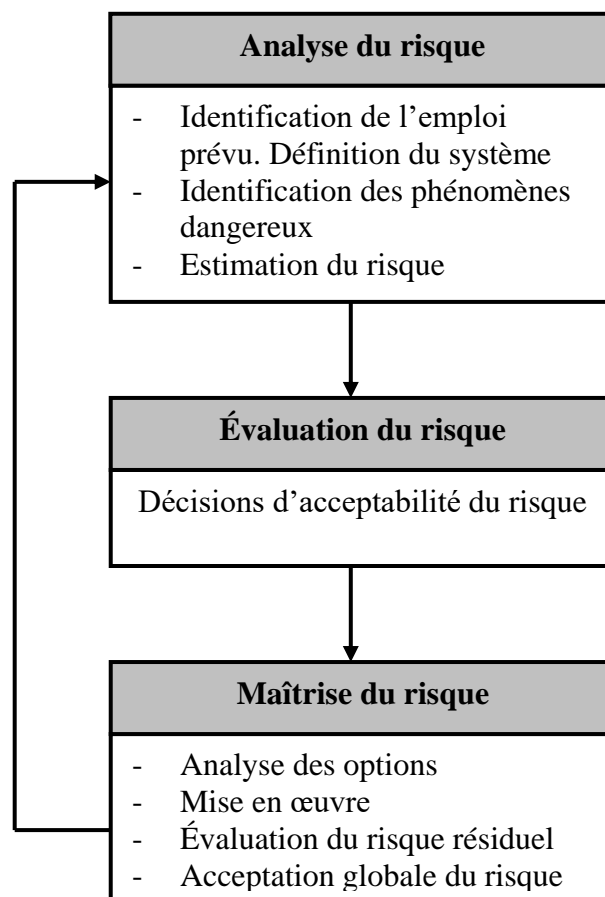 Analyse du risque
- Identification de l’emploi
prévu. Définition du système
- Identification des phénomènes
dangereux
- Estimation du risque
Évaluation du risque
Décisions d’acceptabilité du risque
Maîtrise du risque
- Analyse des options
- Mise en œuvre
- Évaluation du risque résiduel
- Acceptation globale du risque